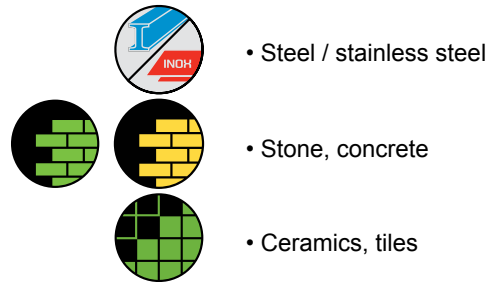 INOX
• Steel / stainless steel
• Stone, concrete
• Ceramics, tiles